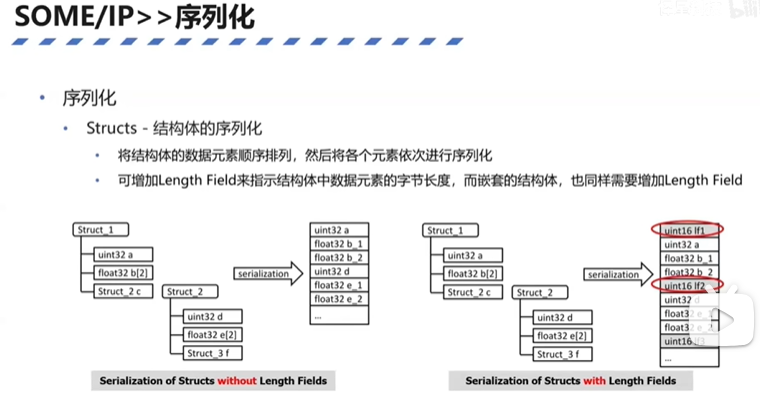 SOME/IP>>序列化
• 序列化
• Structs - 结构体的序列化
• 将结构体的数据元素顺序排列，然后将各个元素依次进行序列化
• 可增加Length Field来指示结构体中数据元素的字节长度，而嵌套的结构体，也同样需要增加Length Field
Struct_1
uint32 a
float32 b[2]
Struct_2 c
Struct_2
uint32 d
float32 e[2]
Struct_3 f
serialization
uint32 a
float32 b_1
float32 b_2
uint32 d
float32 e_1
float32 e_2
...
Serialization of Structs without Length Fields
Struct_1
uint32 a
float32 b[2]
Struct_2 c
Struct_2
uint32 d
float32 e[2]
Struct_3 f
serialization
uint16 lf1
uint32 a
float32 b_1
float32 b_2
uint16 lf2
uint32 d
float32 e_1
float32 e_
uint16 lf3
...
Serialization of Structs with Length Fields